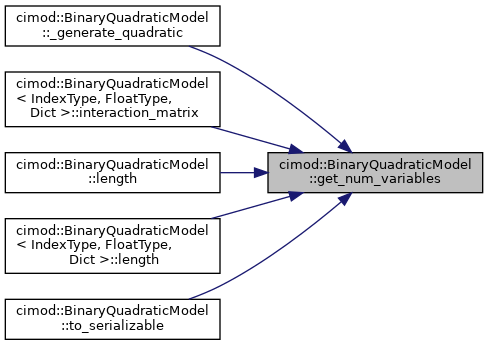 cimod::BinaryQuadraticModel
::_generate_quadratic
cimod::BinaryQuadraticModel
< IndexType, FloatType,
Dict >::interaction_matrix
cimod::BinaryQuadraticModel
::get_num_variables
cimod::BinaryQuadraticModel
::length
cimod::BinaryQuadraticModel
< IndexType, FloatType,
Dict >::length
cimod::BinaryQuadraticModel
::to_serializable